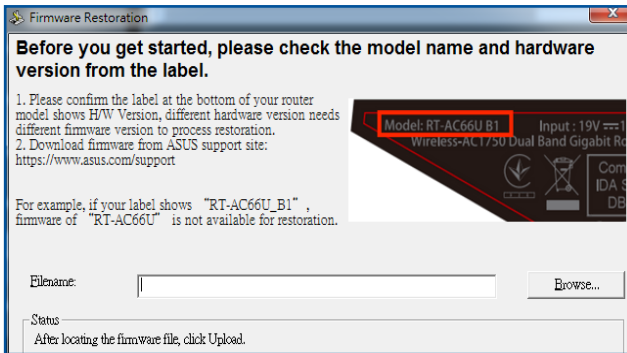 Firmware Restoration
Before you get started, please check the model name and hardware
version from the label.
1. Please confirm the label at the bottom of your router
model shows H/W Version, different hardware version needs
different firmware version to process restoration.
2. Download firmware from ASUS support site:
https://www.asus.com/support
For example, if your label shows “RT-AC66U_B1”,
firmware of “RT-AC66U” is not available for restoration.
Model: RT-AC66U B1 Input : 19V
Wireless-AC1750 Dual Band Gigabit
IDA
DB
Filename:
Browse...
Status
After locating the firmware file, click Upload.